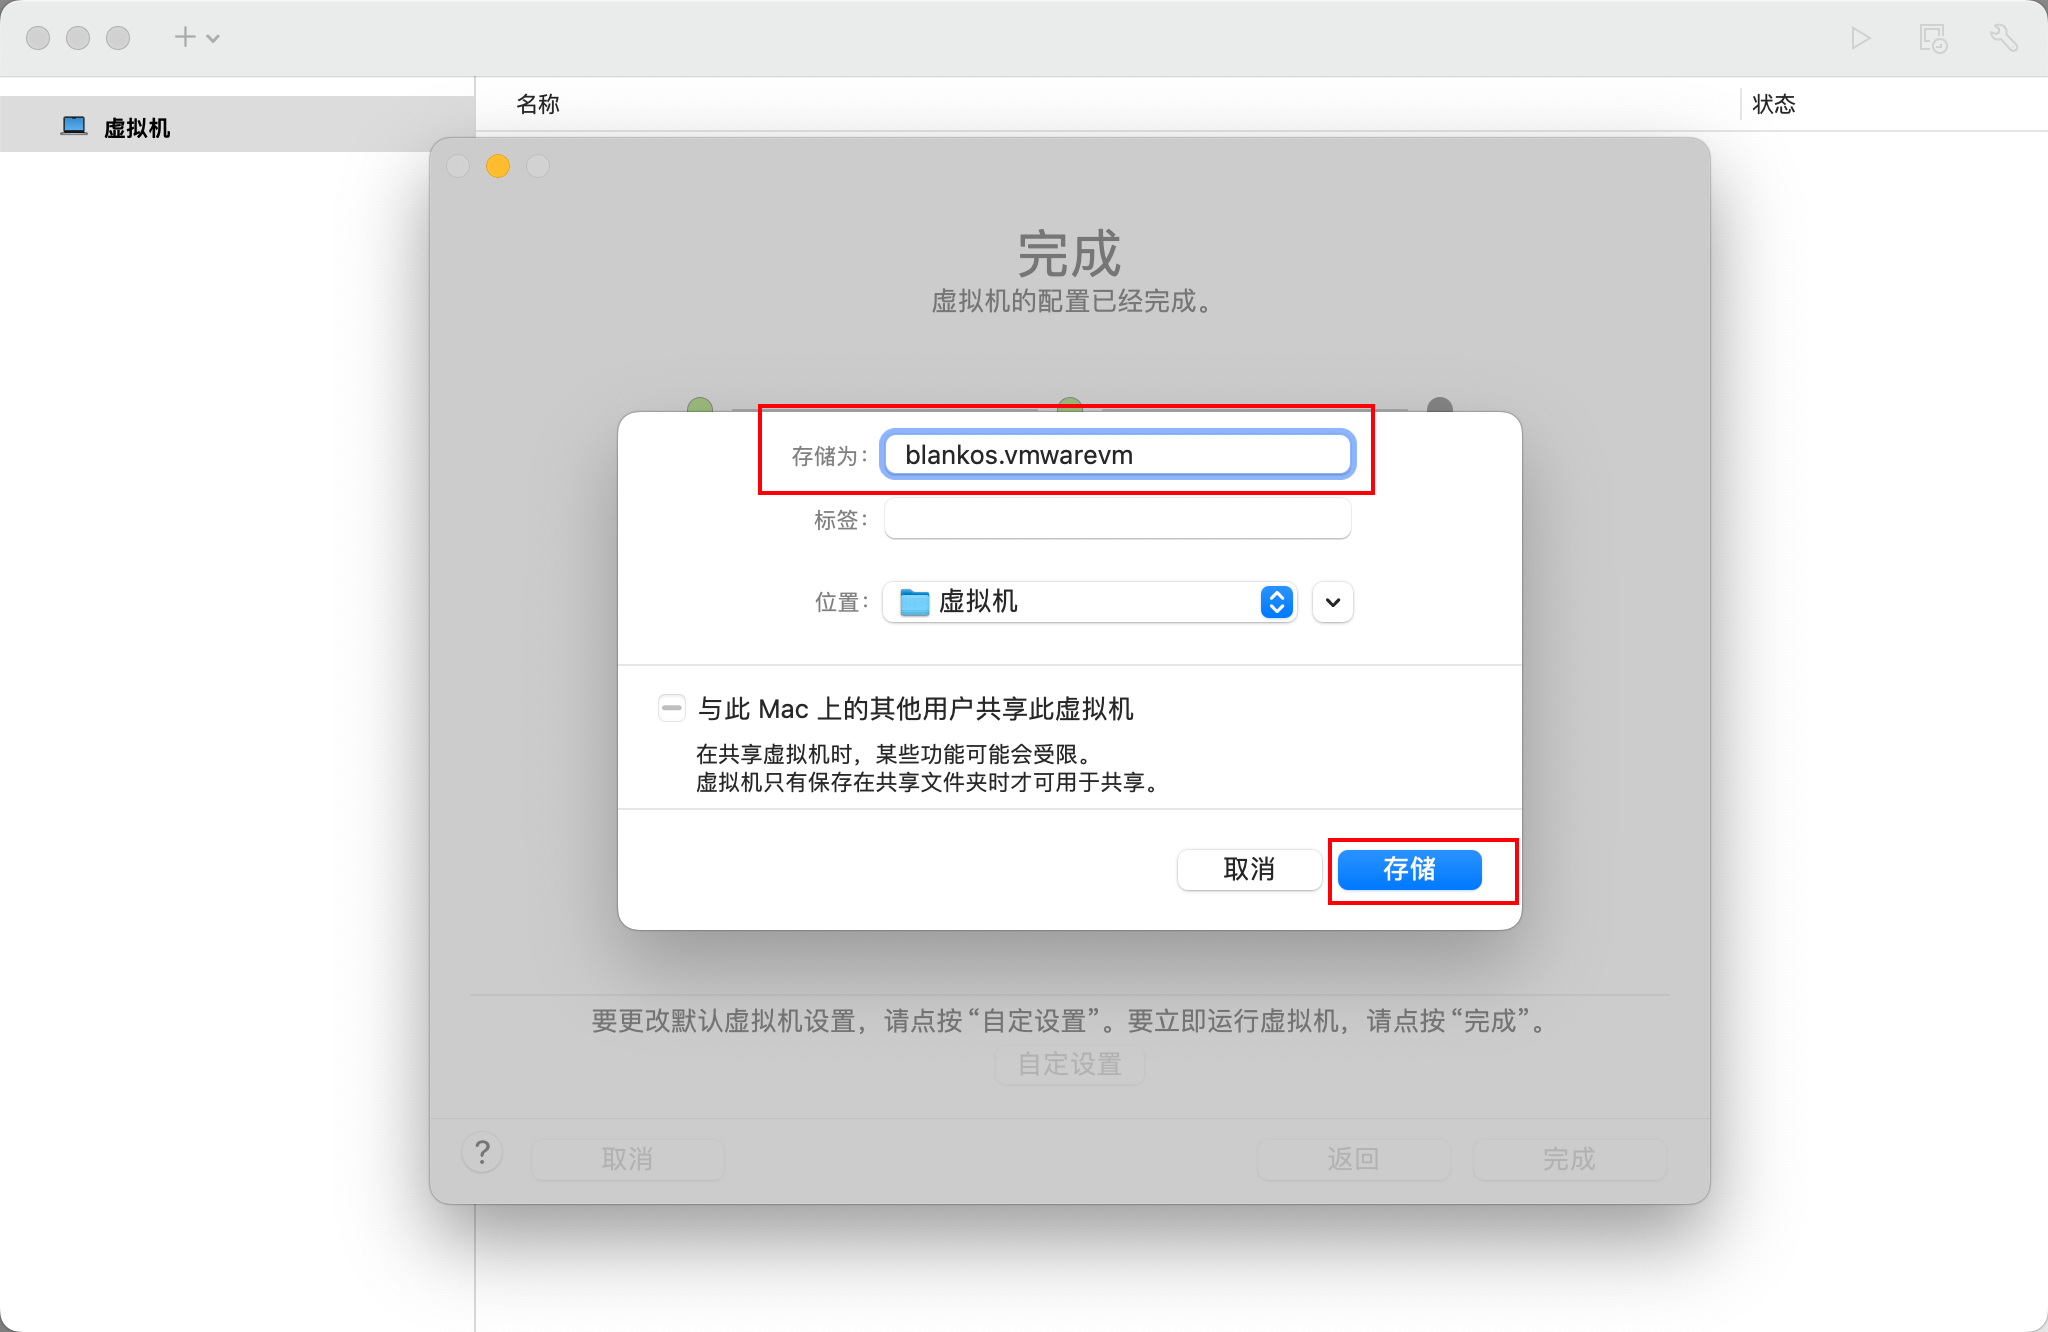 名称
状态
虚拟机
完成
虚拟机的配置已经完成。
存储为：
blankos.vmwarevm
标签：
位置：
虚拟机
与此 Mac 上的其他用户共享此虚拟机
在共享虚拟机时，某些功能可能会受限。
虚拟机只有保存在共享文件夹时才可用于共享。
取消
存储
要更改默认虚拟机设置，请点按“自定设置”。要立即运行虚拟机，请点按“完成”。
自定设置
?
取消
返回
完成